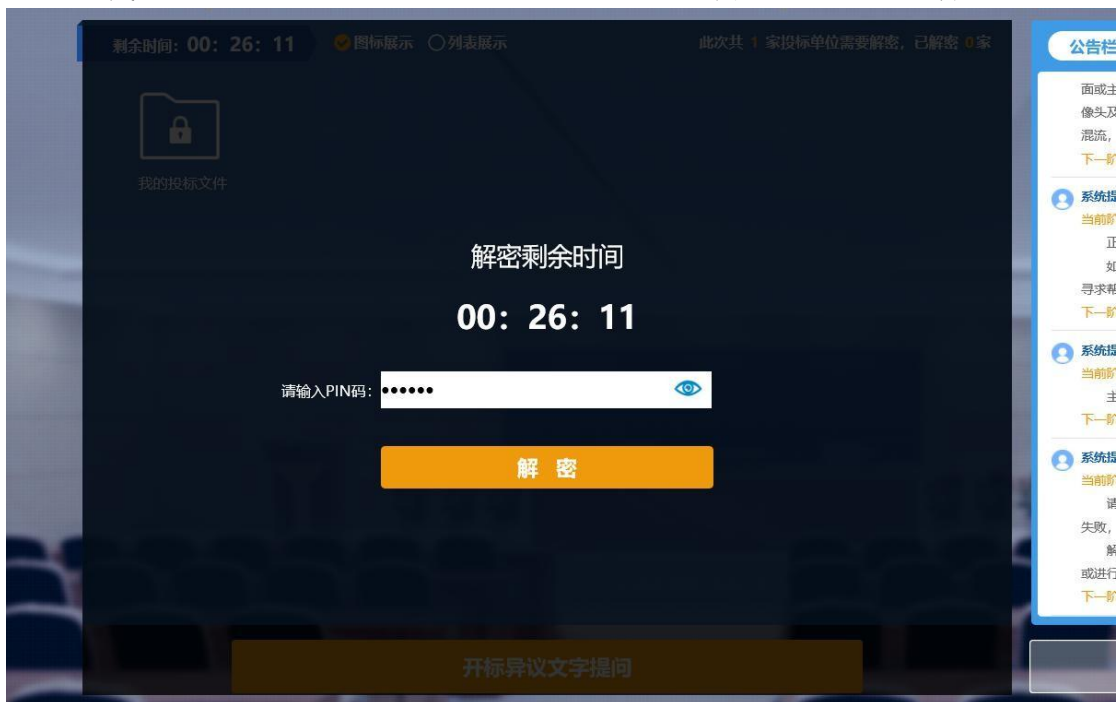 剩余时间：00：26：11
图标展示 列表展示
此次共 1 家投标单位需要解密，已解密 0家
我的投标文件
解密剩余时间
00：26：11
请输入PIN码：••••••
解 密
开标异议文字提问
公告栏
面或主
像头及
混流，
下一阶
系统提
当前阶
正
如
寻求帮
下一阶
系统提
当前阶
主
下一阶
系统提
当前阶
请
失败，
解
或进行
下一阶